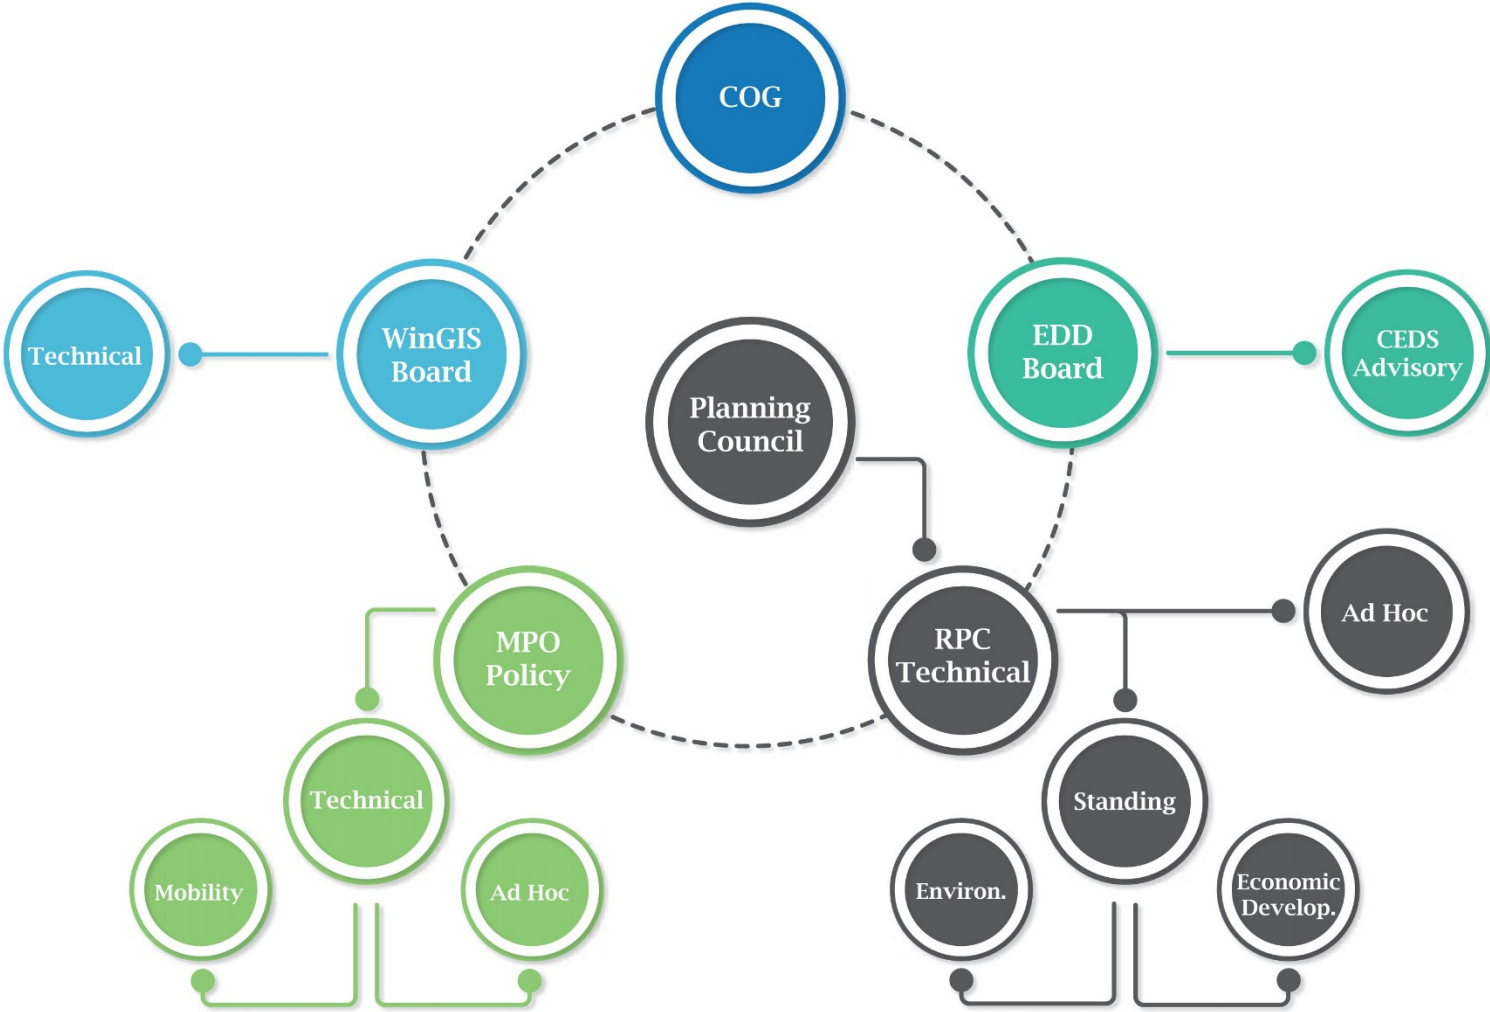 COG
Technical
WinGIS
Board
EDD
Board
CEDS
Advisory
Planning
Council
MPO
Policy
RPC
Technical
Ad Hoc
Technical
Standing
Mobility
Ad Hoc
Environ.
Economic
Develop.